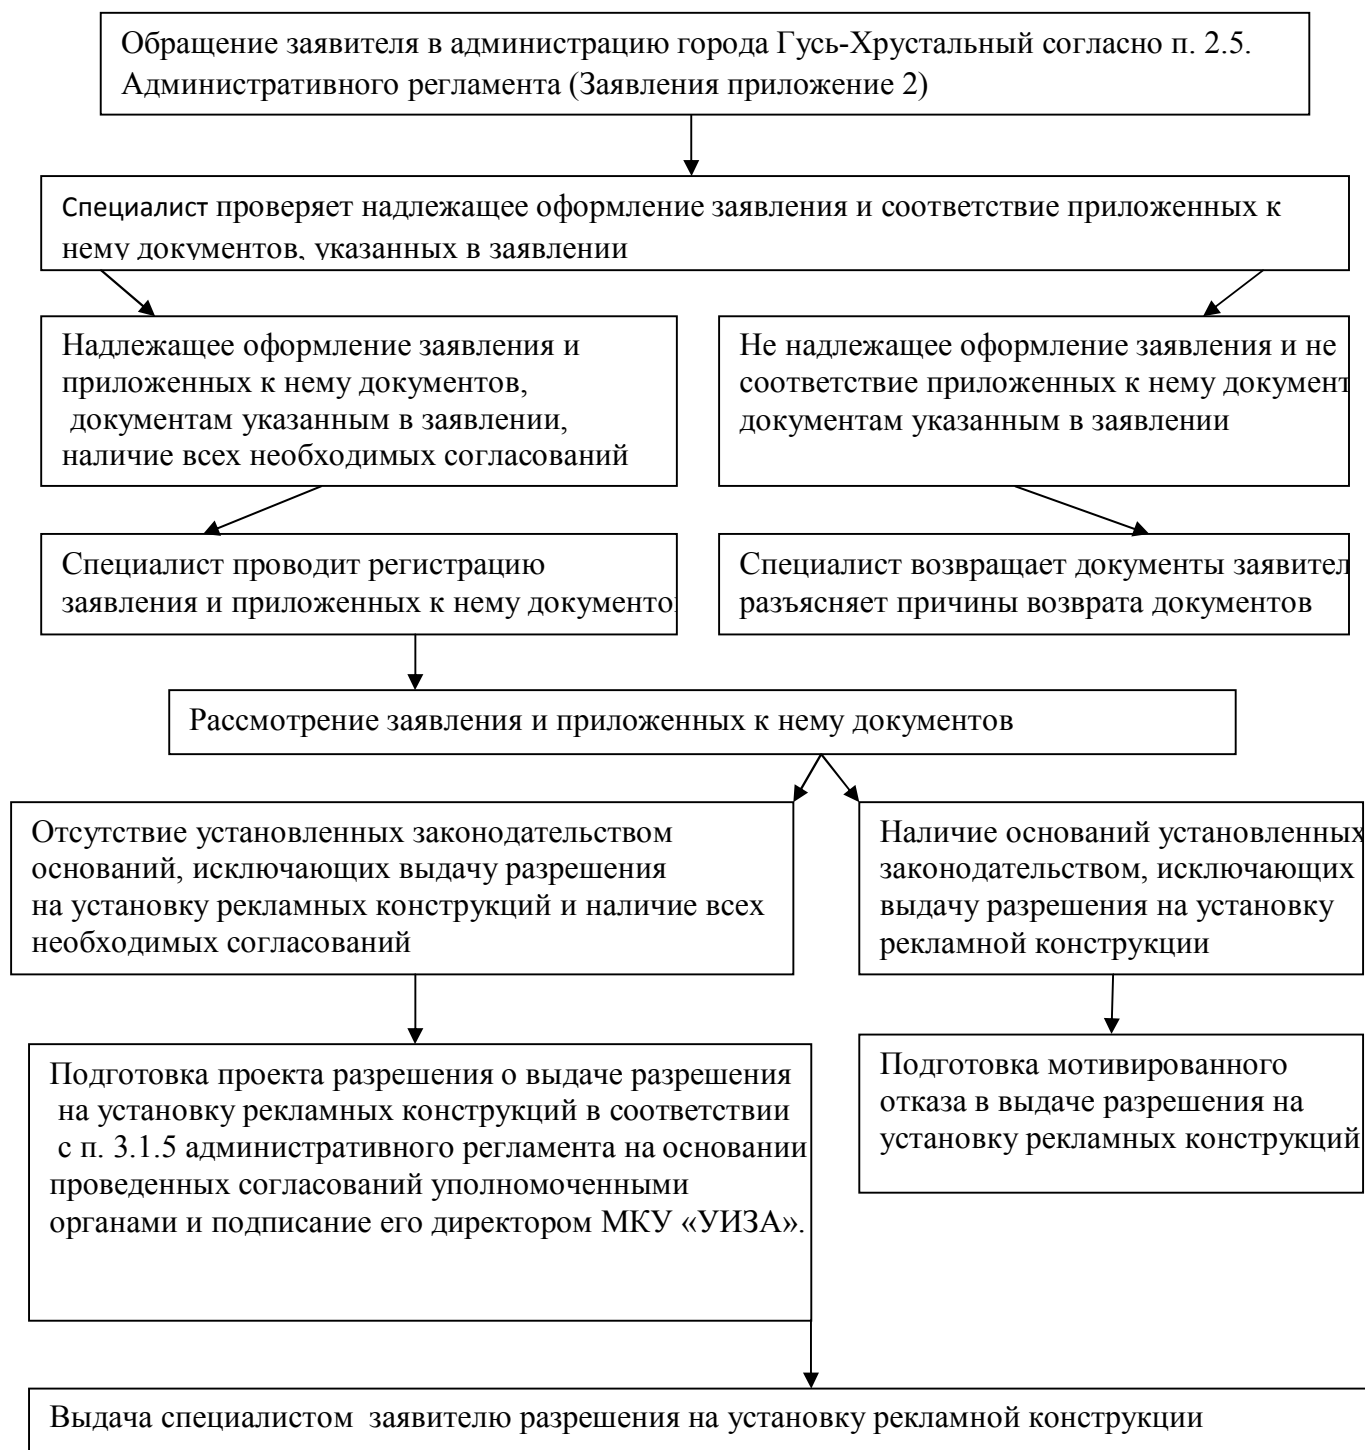 Обращение заявителя в администрацию города Гусь-Хрустальный согласно п. 2.5.
Административного регламента (Заявления приложение 2)
Специалист проверяет надлежащее оформление заявления и соответствие приложенных к
нему документов, указанных в заявлении
Надлежащее оформление заявления и
приложенных к нему документов,
документам указанным в заявлении,
наличие всех необходимых согласований
Не надлежащее оформление заявления и не
соответствие приложенных к нему документ
документам указанным в заявлении
Специалист проводит регистрацию
заявления и приложенных к нему документо
Специалист возвращает документы заявител
разъясняет причины возврата документов
Рассмотрение заявления и приложенных к нему документов
Отсутствие установленных законодательством
оснований, исключающих выдачу разрешения
на установку рекламных конструкций и наличие всех
необходимых согласований
Наличие оснований установленных
законодательством, исключающих
выдачу разрешения на установку
рекламной конструкции
Подготовка проекта разрешения о выдаче разрешения
на установку рекламных конструкций в соответствии
с п. 3.1.5 административного регламента на основании
проведенных согласований уполномоченными
органами и подписание его директором МКУ «УИЗА».
Подготовка мотивированного
отказа в выдаче разрешения на
установку рекламных конструкций
Выдача специалистом заявителю разрешения на установку рекламной конструкции